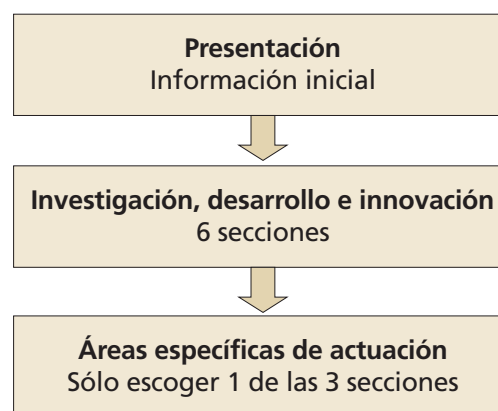 Presentación
Información inicial
Investigación, desarrollo e innovación
6 secciones
Áreas específicas de actuación
Sólo escoger 1 de las 3 secciones